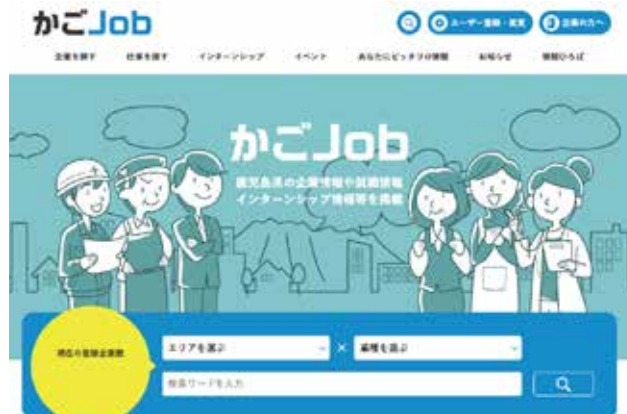 かごJob
ユーザー登録・変更
企業の方へ
企業を探す
仕事を探す
インターンシップ
イベント
あなたにピッタリの情報
お知らせ
情報ひろば
かごJob
鹿児島県の企業情報や就職情報
インターンシップ情報等を掲載
現在の登録企業数
エリアを選ぶ
×
業種を選ぶ
検索ワードを入力